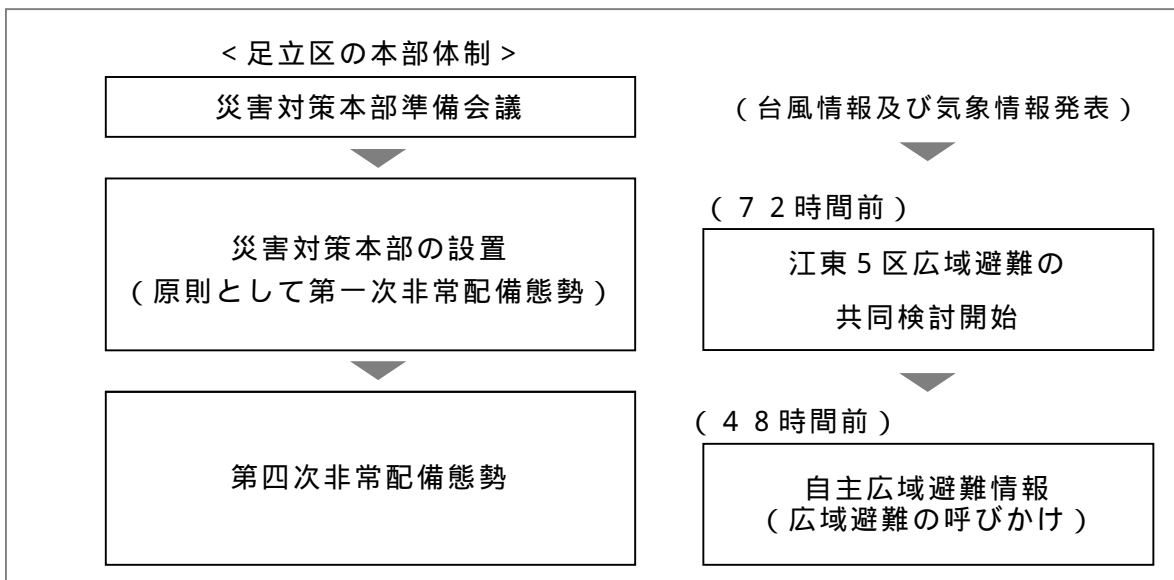 ＜足立区の本部体制＞
災害対策本部準備会議
災害対策本部の設置
（原則として第一次非常配備態勢）
第四次非常配備態勢
（台風情報及び気象情報発表）
（７２時間前）
江東５区広域避難の
共同検討開始
（４８時間前）
自主広域避難情報
（広域避難の呼びかけ）